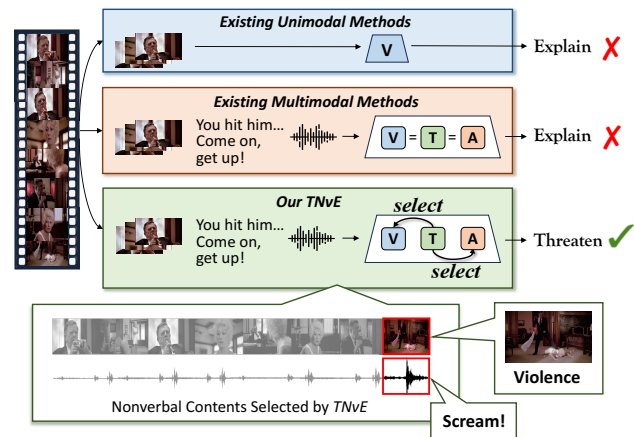 Existing Unimodal Methods
V
Explain
Existing Multimodal Methods
You hit him...
Come on,
get up!
V = T = A
Explain
Our TNvE
You hit him...
Come on,
get up!
select
V T A
select
Threaten
Nonverbal Contents Selected by TNvE
Violence
Scream!